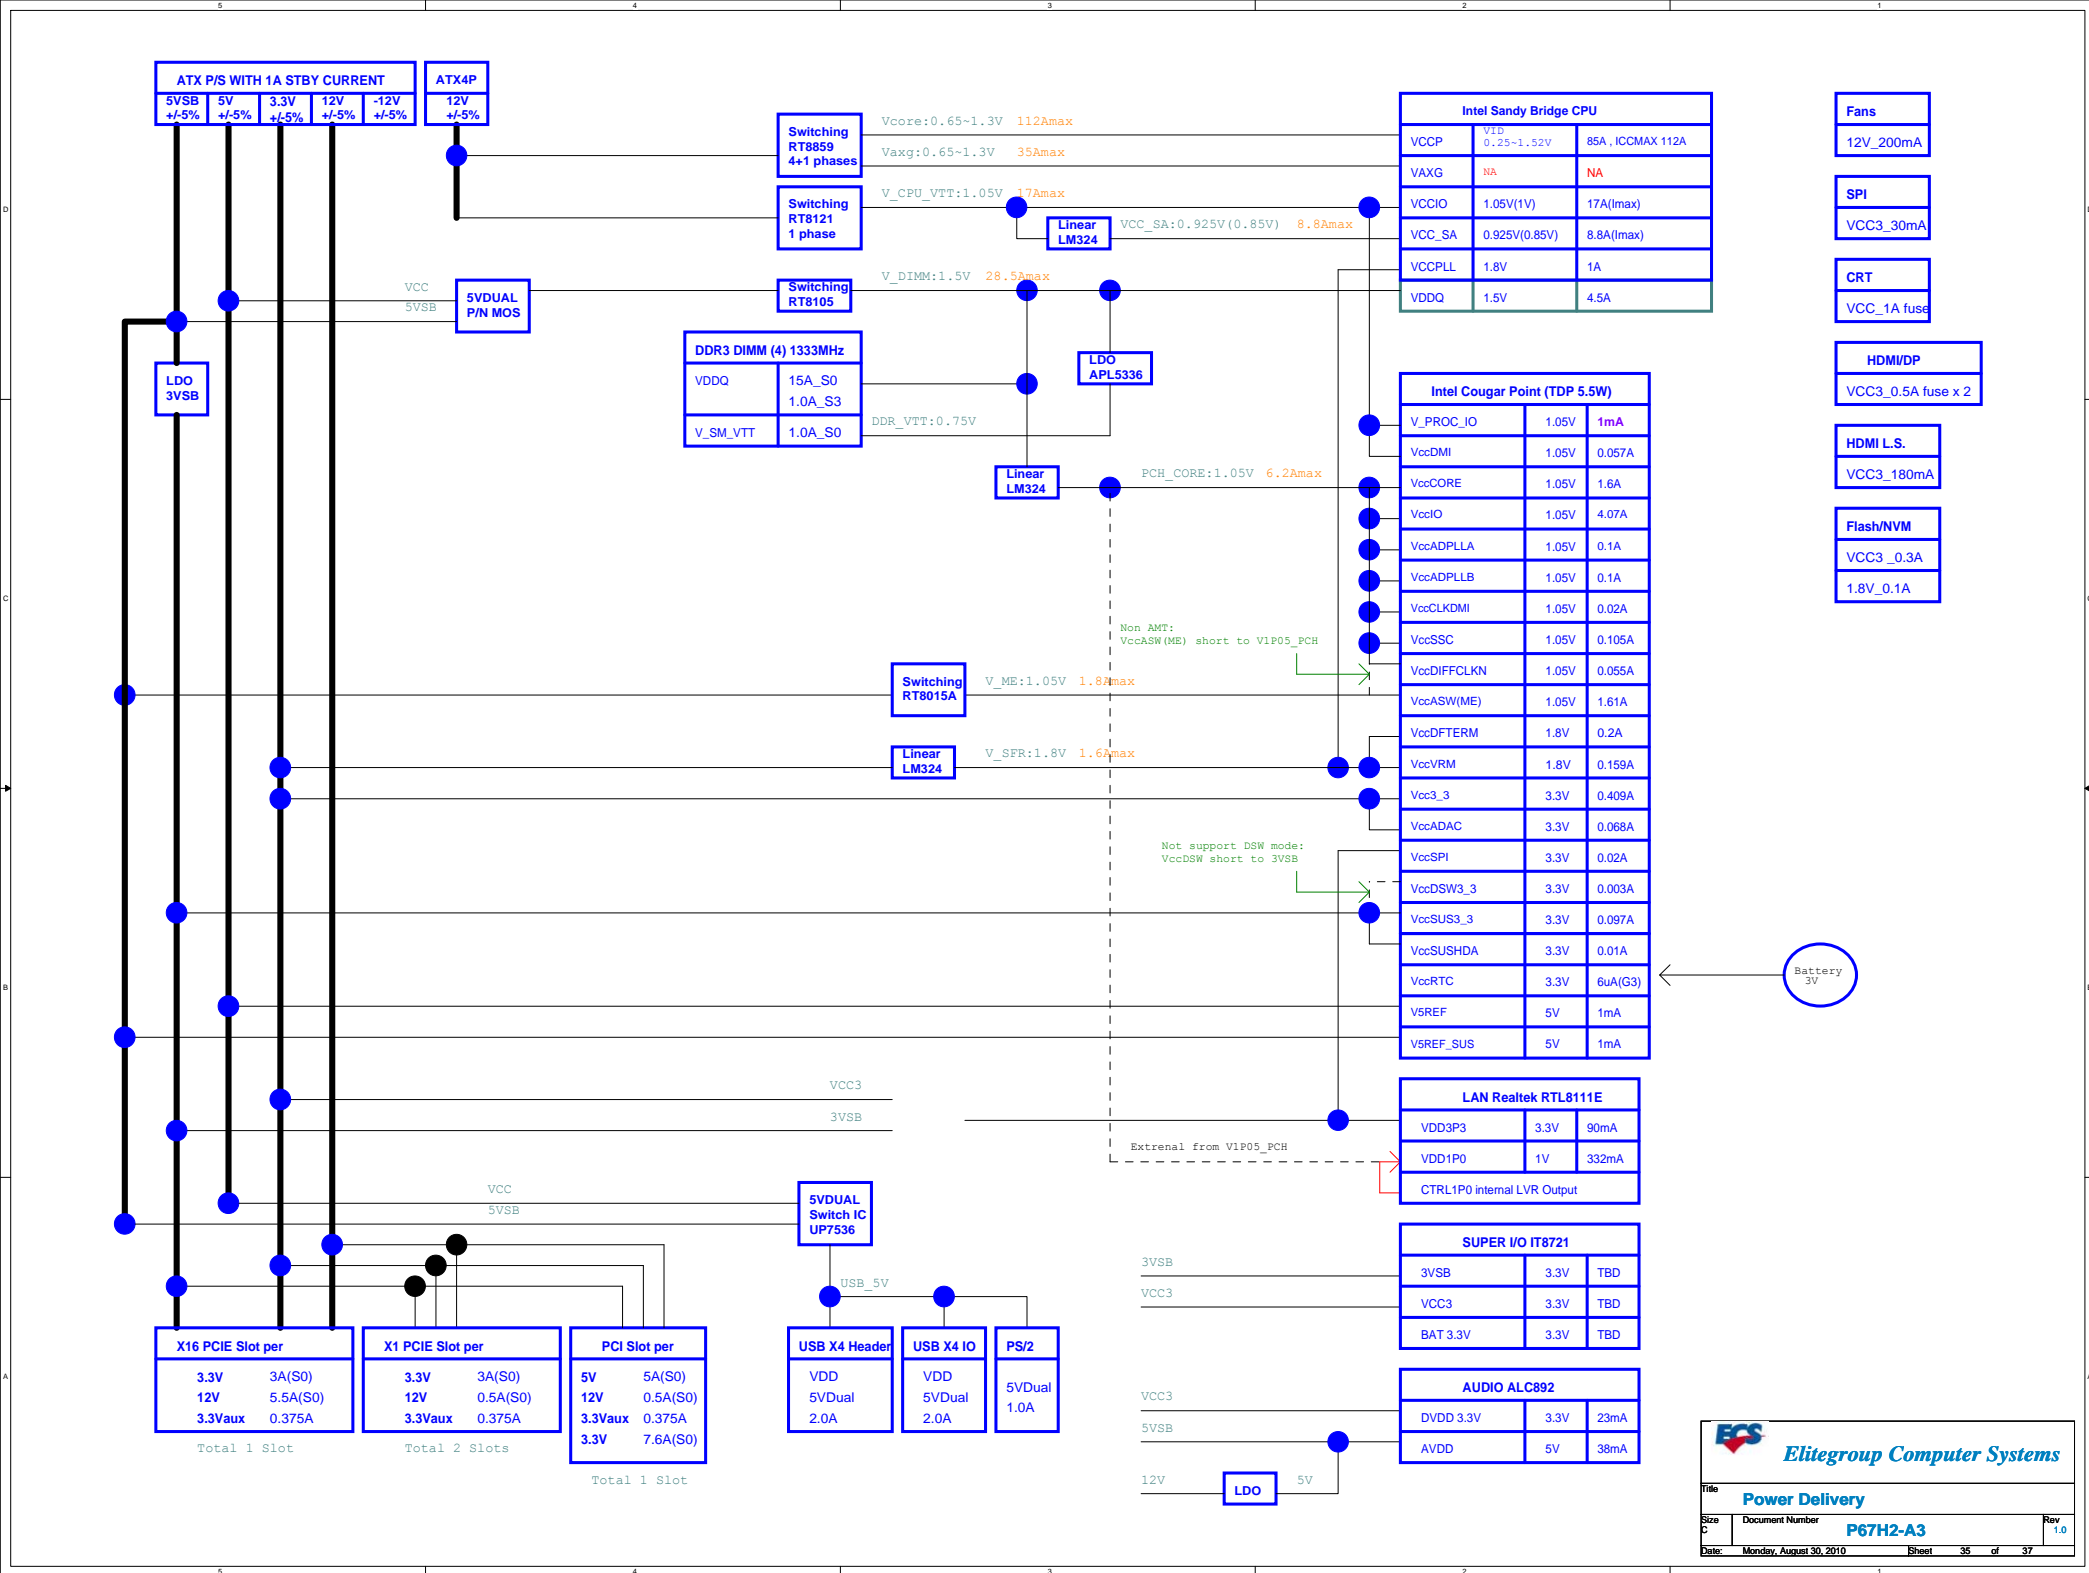 5 4 3 2 1
ATX P/S WITH 1A STBY CURRENT
5VSB +/-5%
5V +/-5%
3.3V +/-5%
12V +/-5%
-12V +/-5%
ATX4P
12V +/-5%
Switching
RT8859
4+1 phases
Vcore:0.65~1.3V 112Amax
Vaxg:0.65~1.3V 35Amax
Switching
RT8121
1 phase
V_CPU_VTT:1.05V 17Amax
Linear
LM324
VCC_SA:0.925V(0.85V) 8.8Amax
Intel Sandy Bridge CPU
VCCP VID 0.25~1.52V 85A , ICCMAX 112A
VAXG NA NA
VCCIO 1.05V(1V) 17A(Imax)
VCC_SA 0.925V(0.85V) 8.8A(Imax)
VCCPLL 1.8V 1A
VDDQ 1.5V 4.5A
Fans
12V_200mA
SPI
VCC3_30mA
CRT
VCC_1A fuse
HDMI/DP
VCC3_0.5A fuse x 2
HDMI L.S.
VCC3_180mA
Flash/NVM
VCC3 _0.3A
1.8V_0.1A
VCC
5VSB
5VDUAL
P/N MOS
Switching
RT8105
V_DIMM:1.5V 28.5Amax
LDO
3VSB
DDR3 DIMM (4) 1333MHz
VDDQ 15A_S0
1.0A_S3
V_SM_VTT 1.0A_S0
DDR_VTT:0.75V
LDO
APL5336
Linear
LM324
PCH_CORE:1.05V 6.2Amax
Intel Cougar Point (TDP 5.5W)
V_PROC_IO 1.05V 1mA
VccDMI 1.05V 0.057A
VccCORE 1.05V 1.6A
VccIO 1.05V 4.07A
VccADPLLA 1.05V 0.1A
VccADPLLB 1.05V 0.1A
VccCLKDMI 1.05V 0.02A
VccSSC 1.05V 0.105A
VccDIFFCLKN 1.05V 0.055A
VccASW(ME) 1.05V 1.61A
VccDFTERM 1.8V 0.2A
VccVRM 1.8V 0.159A
Vcc3_3 3.3V 0.409A
VccADAC 3.3V 0.068A
VccSPI 3.3V 0.02A
VccDSW3_3 3.3V 0.003A
VccSUS3_3 3.3V 0.097A
VccSUSHDA 3.3V 0.01A
VccRTC 3.3V 6uA(G3)
V5REF 5V 1mA
V5REF_SUS 5V 1mA
Non AMT:
VccASW(ME) short to V1P05_PCH
Switching
RT8015A
V_ME:1.05V 1.8Amax
Linear
LM324
V_SFR:1.8V 1.6Amax
Not support DSW mode:
VccDSW short to 3VSB
Battery
3V
VCC3
3VSB
Extrenal from V1P05_PCH
LAN Realtek RTL8111E
VDD3P3 3.3V 90mA
VDD1P0 1V 332mA
CTRL1P0 internal LVR Output
VCC
5VSB
5VDUAL
Switch IC
UP7536
USB_5V
3VSB
VCC3
SUPER I/O IT8721
3VSB 3.3V TBD
VCC3 3.3V TBD
BAT 3.3V 3.3V TBD
X16 PCIE Slot per
3.3V 3A(S0)
12V 5.5A(S0)
3.3Vaux 0.375A
Total 1 Slot
X1 PCIE Slot per
3.3V 3A(S0)
12V 0.5A(S0)
3.3Vaux 0.375A
Total 2 Slots
PCI Slot per
5V 5A(S0)
12V 0.5A(S0)
3.3Vaux 0.375A
3.3V 7.6A(S0)
Total 1 Slot
USB X4 Header
VDD
5VDual
2.0A
USB X4 IO
VDD
5VDual
2.0A
PS/2
5VDual
1.0A
VCC3
5VSB
12V
LDO
5V
AUDIO ALC892
DVDD 3.3V 3.3V 23mA
AVDD 5V 38mA
ECS
Elitegroup Computer Systems
Title
Power Delivery
Size
C
Document Number
P67H2-A3
Rev
1.0
Date: Monday, August 30, 2010 Sheet 35 of 37
D
C
B
A
5 4 3 2 1